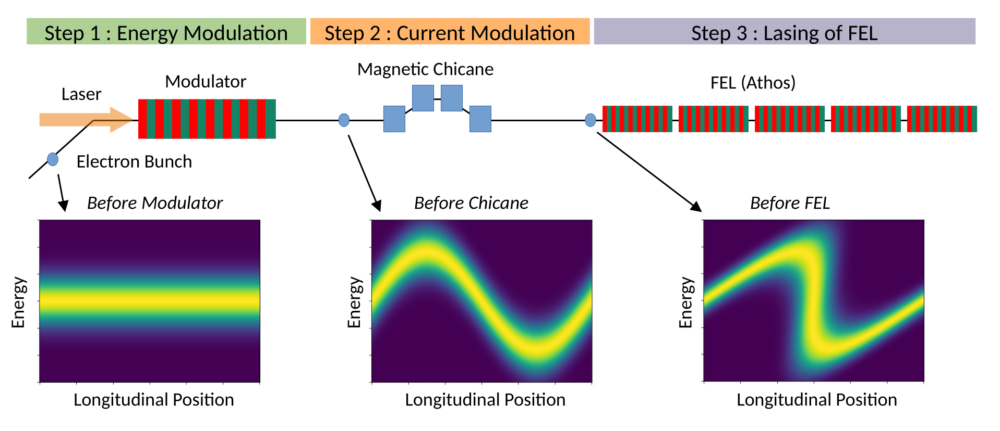 Step 1 : Energy Modulation
Step 2 : Current Modulation
Step 3 : Lasing of FEL
Laser
Modulator
Magnetic Chicane
FEL (Athos)
Electron Bunch
Before Modulator
Before Chicane
Before FEL
Energy
Energy
Energy
Longitudinal Position
Longitudinal Position
Longitudinal Position